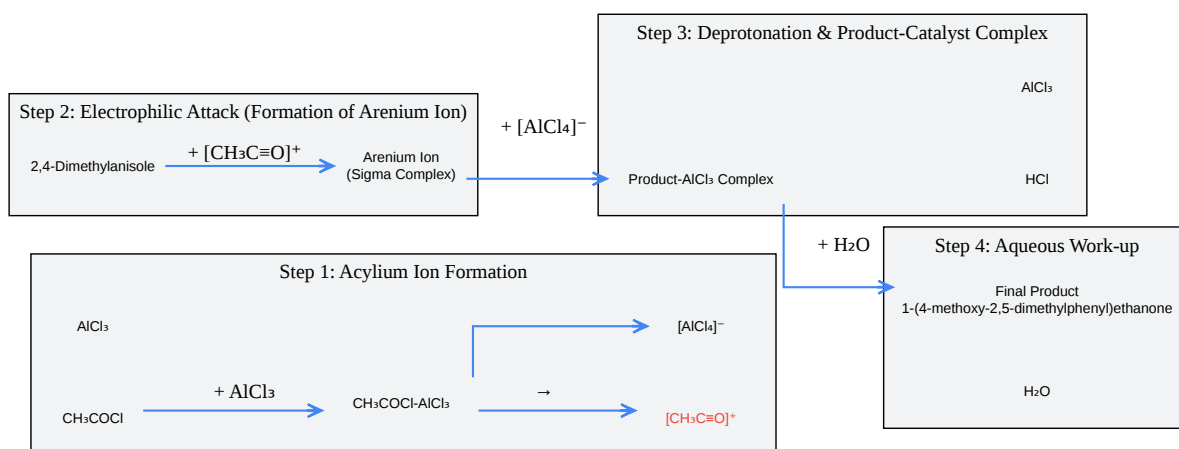 Step 3: Deprotonation & Product-Catalyst Complex
AlCl₃
Step 2: Electrophilic Attack (Formation of Arenium Ion)
+ [AlCl₄]⁻
2,4-Dimethylanisole
+ [CH₃C≡O]⁺
Arenium Ion
(Sigma Complex)
Product-AlCl₃ Complex
HCl
+ H₂O
Step 4: Aqueous Work-up
Final Product
1-(4-methoxy-2,5-dimethylphenyl)ethanone
H₂O
Step 1: Acylium Ion Formation
AlCl₃
[AlCl₄]⁻
CH₃COCl
+ AlCl₃
CH₃COCl-AlCl₃
→
[CH₃C≡O]⁺